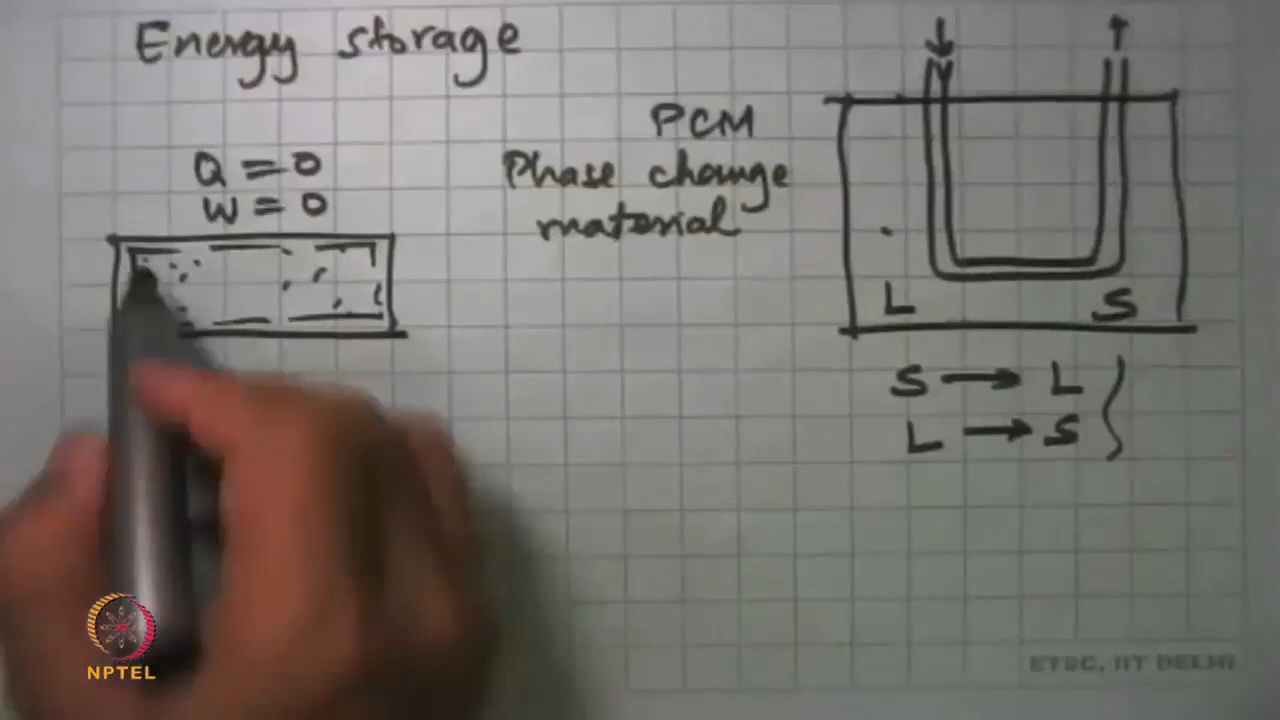 Energy storage
Q = 0
W = 0
PCM
Phase change
material
L
S
S → L
L → S
NPTEL
ETSC, IIT DELHI